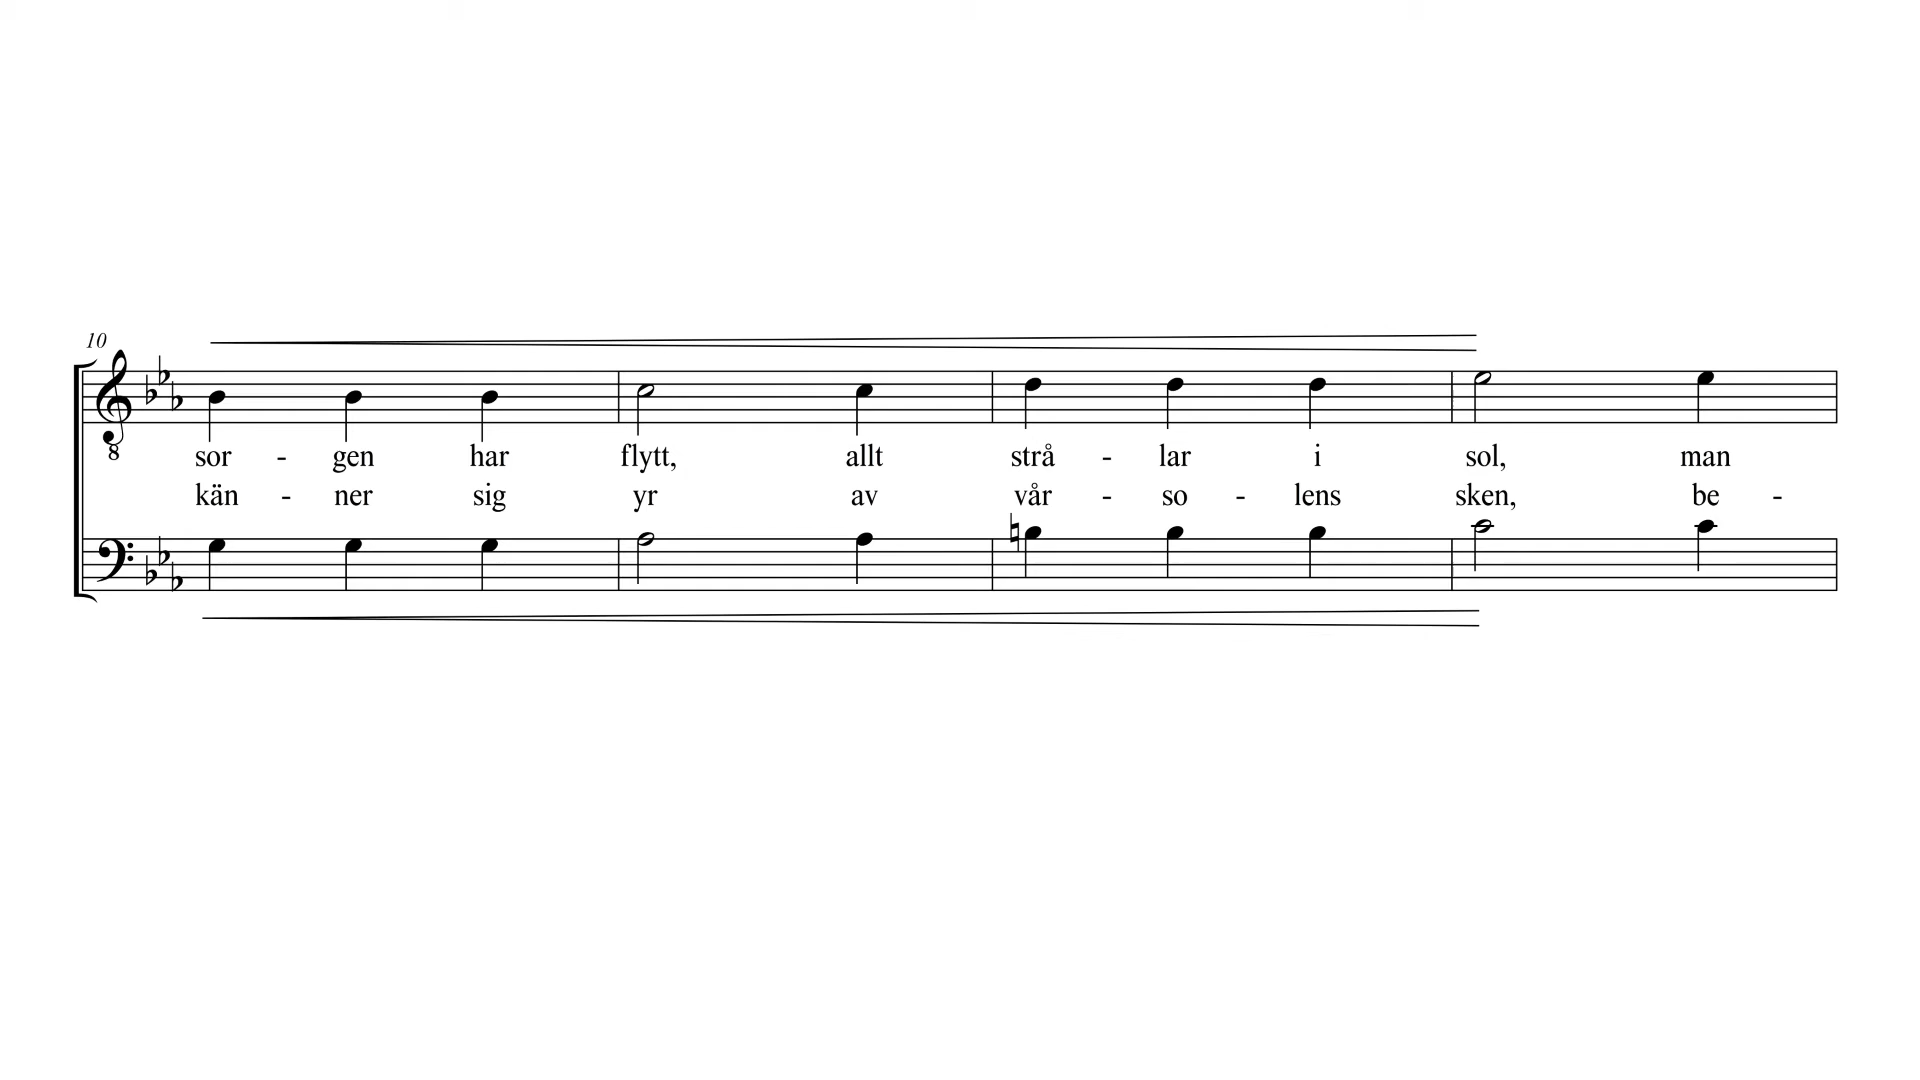 10
8
sor - gen har flytt, allt strå - lar i sol, man
kän - ner sig yr av vår - so - lens sken, be -